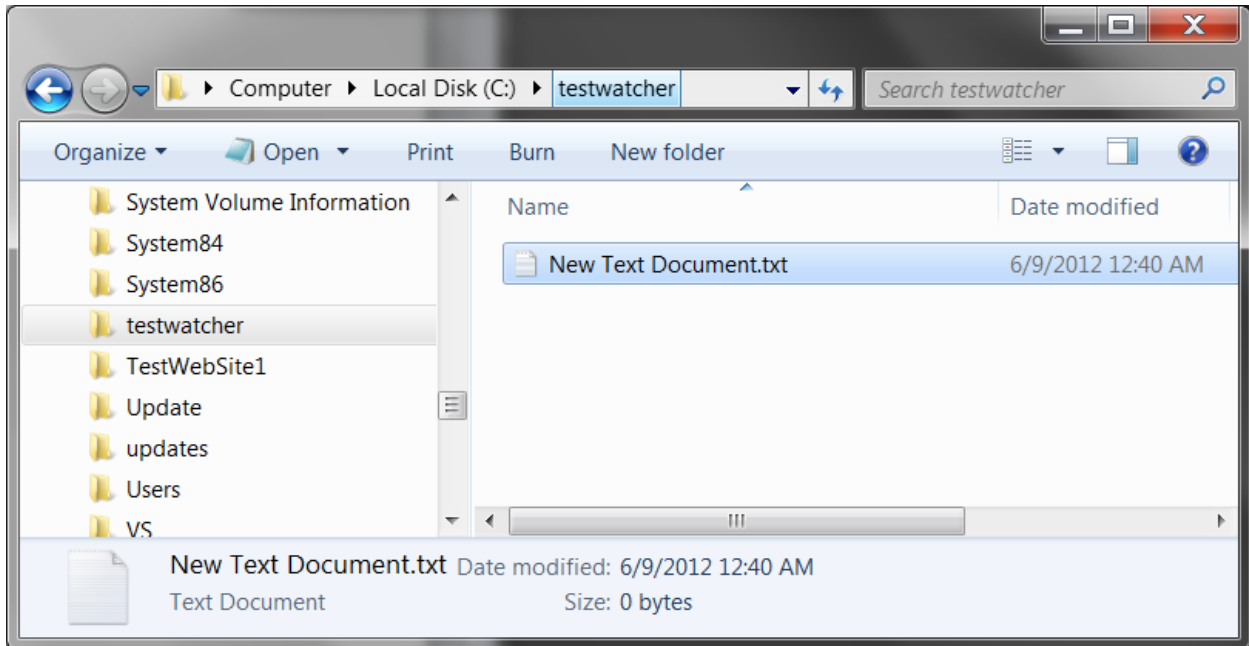 Computer Local Disk (C:) testwatcher Search testwatcher
Organize Open Print Burn New folder
System Volume Information
System84
System86
testwatcher
TestWebSite1
Update
updates
Users
VS
Name Date modified
New Text Document.txt 6/9/2012 12:40 AM
New Text Document.txt Date modified: 6/9/2012 12:40 AM
Text Document Size: 0 bytes